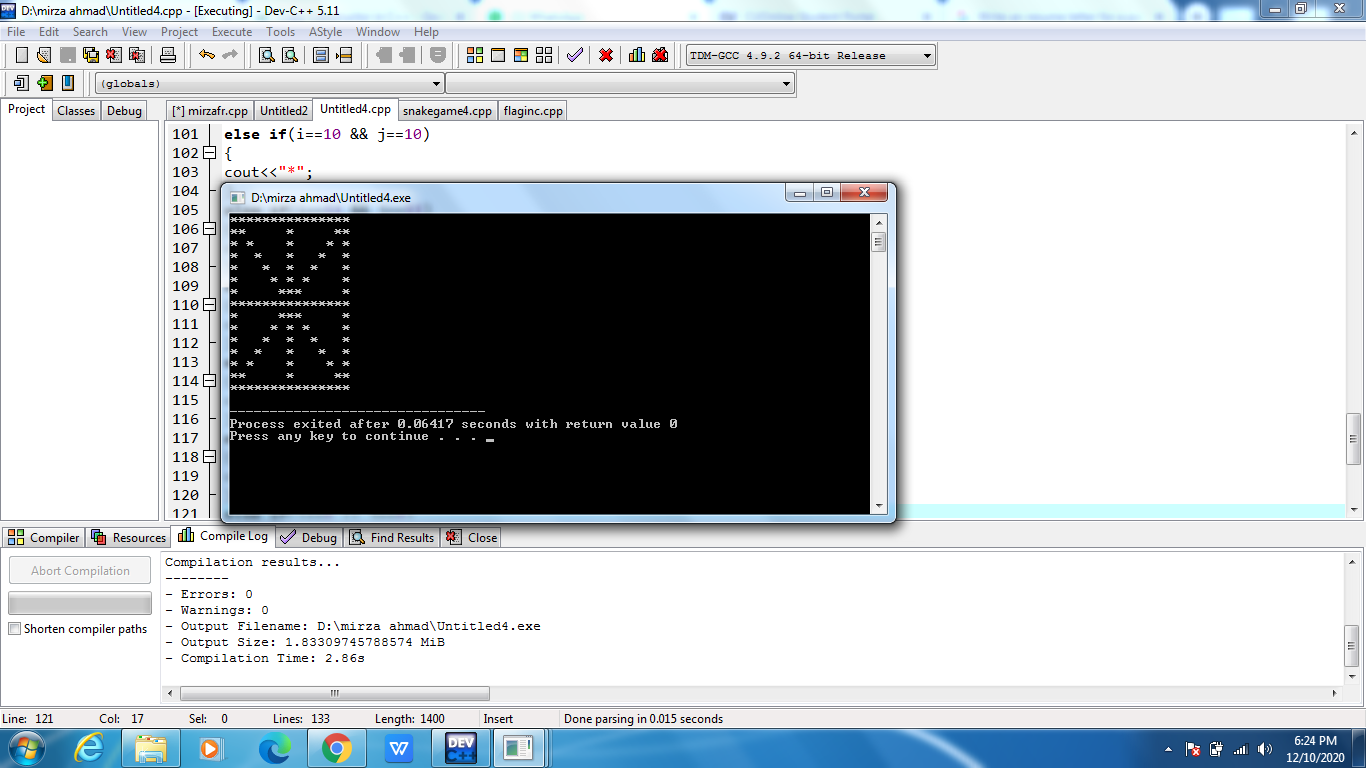 D:\mirza ahmad\Untitled4.cpp - [Executing] - Dev-C++ 5.11
File Edit Search View Project Execute Tools AStyle Window Help
TDM-GCC 4.9.2 64-bit Release
(globals)
Project Classes Debug [*] mirzafr.cpp Untitled2 Untitled4.cpp snakegame4.cpp flaginc.cpp
101 else if(i==10 && j==10)
102 {
103 cout<<"*";
104
105
106
107
108
109
110
111
112
113
114
115
116
117
118
119
120
121
D:\mirza ahmad\Untitled4.exe
***************
**     *     **
* *    *    * *
*  *   *   *  *
*   *  *  *   *
*    * * *    *
*     ***     *
***************
*     ***     *
*    * * *    *
*   *  *  *   *
*  *   *   *  *
* *    *    * *
**     *     **
***************
--------------------------------
Process exited after 0.06417 seconds with return value 0
Press any key to continue . . . _
Compiler Resources Compile Log Debug Find Results Close
Abort Compilation
Shorten compiler paths
Compilation results...
--------
- Errors: 0
- Warnings: 0
- Output Filename: D:\mirza ahmad\Untitled4.exe
- Output Size: 1.83309745788574 MiB
- Compilation Time: 2.86s
Line: 121 Col: 17 Sel: 0 Lines: 133 Length: 1400 Insert Done parsing in 0.015 seconds
DEV C++
W
6:24 PM
12/10/2020